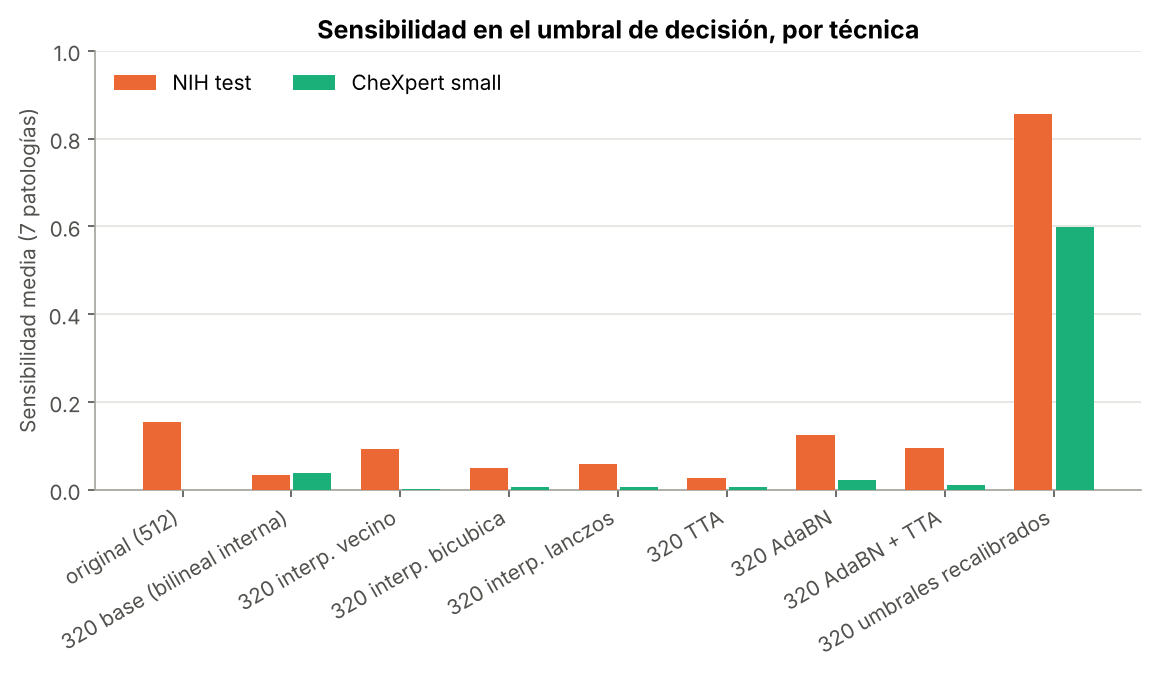 Sensibilidad en el umbral de decisión, por técnica
NIH test
CheXpert small
Sensibilidad media (7 patologías)
1.0
0.8
0.6
0.4
0.2
0.0
original (512)
320 base (bilineal interna)
320 interp. vecino
320 interp. bicubica
320 interp. lanczos
320 TTA
320 AdaBN
320 AdaBN + TTA
320 umbrales recalibrados